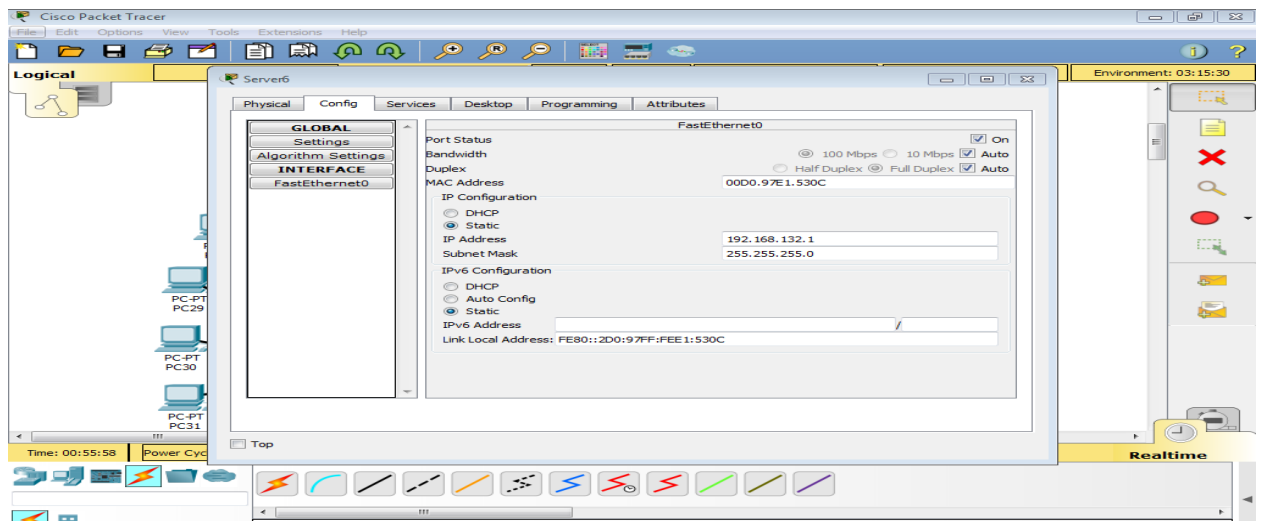 Cisco Packet Tracer
File Edit Options View Tools Extensions Help
Logical
Environment: 03:15:30
Server6
Physical Config Services Desktop Programming Attributes
GLOBAL
Settings
Algorithm Settings
INTERFACE
FastEthernet0
FastEthernet0
Port Status On
Bandwidth 100 Mbps 10 Mbps Auto
Duplex Half Duplex Full Duplex Auto
MAC Address 00D0.97E1.530C
IP Configuration
DHCP
Static
IP Address 192.168.132.1
Subnet Mask 255.255.255.0
IPv6 Configuration
DHCP
Auto Config
Static
IPv6 Address /
Link Local Address: FE80::2D0:97FF:FEE1:530C
PC-PT
PC29
PC-PT
PC30
PC-PT
PC31
Top
Time: 00:55:58 Power Cyc
Realtime